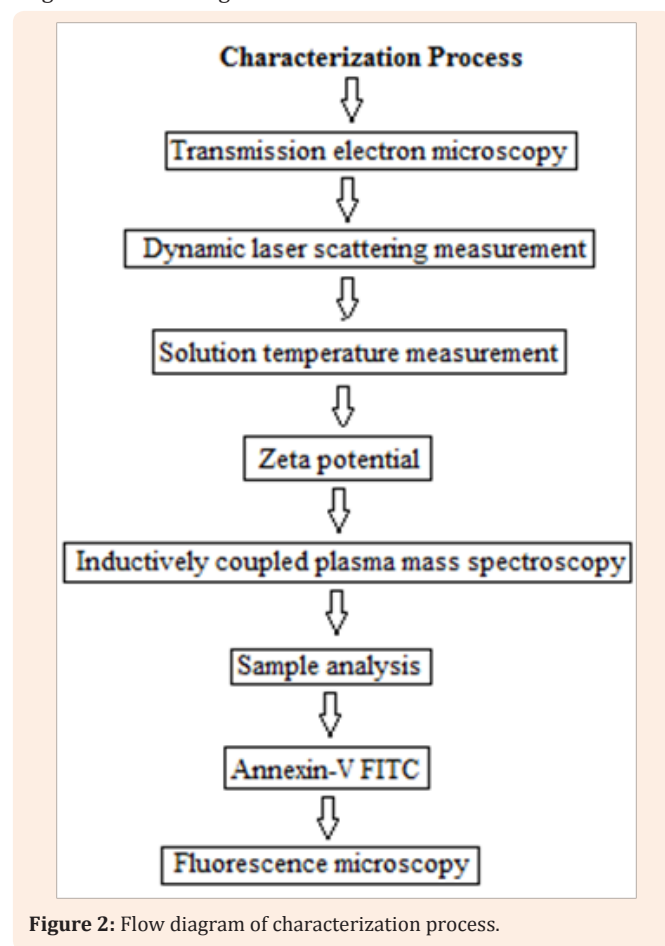 Characterization Process
Transmission electron microscopy
Dynamic laser scattering measurement
Solution temperature measurement
Zeta potential
Inductively coupled plasma mass spectroscopy
Sample analysis
Annexin-V FITC
Fluorescence microscopy
Figure 2: Flow diagram of characterization process.